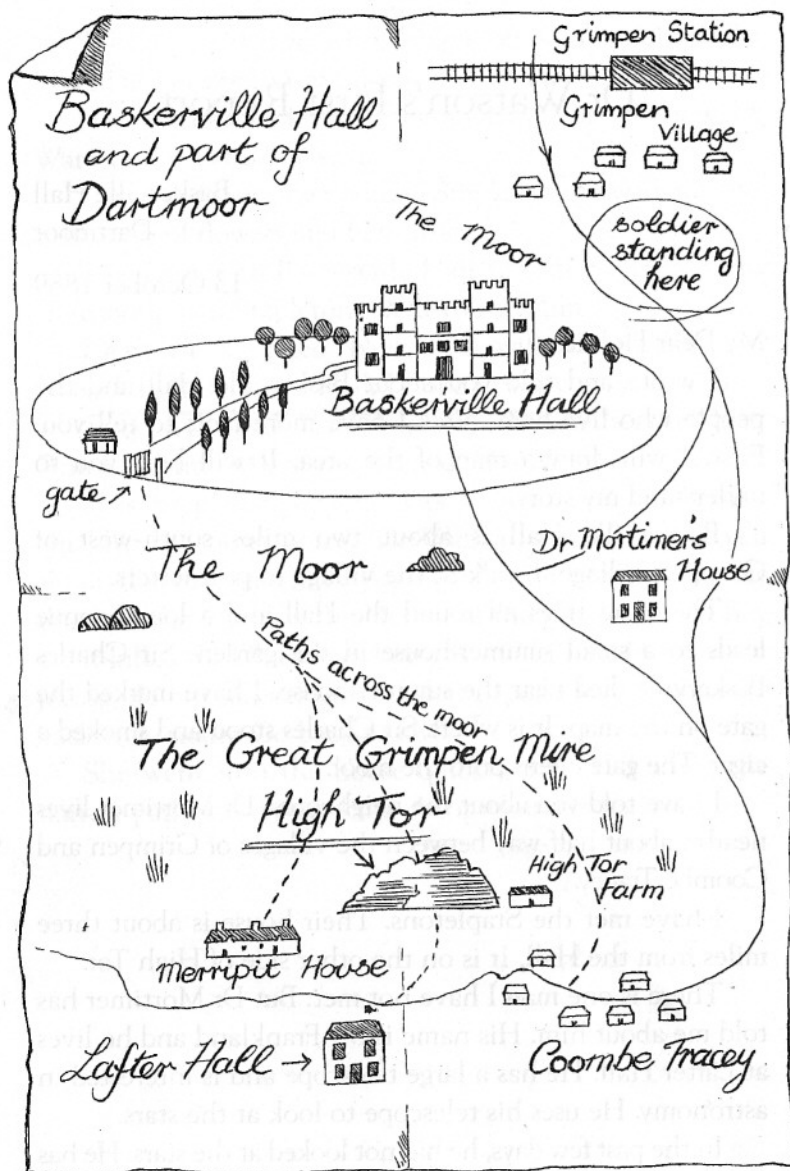 Grimpen Station
Baskerville Hall
and part of
Dartmoor
Grimpen
Village
The Moor
soldier
standing
here
Baskerville Hall
gate
The Moor
Dr Mortimer's
House
Paths across the moor
The Great Grimpen Mire
High Tor
High Tor
Farm
Merripit House
Lafter Hall
Coombe Tracey